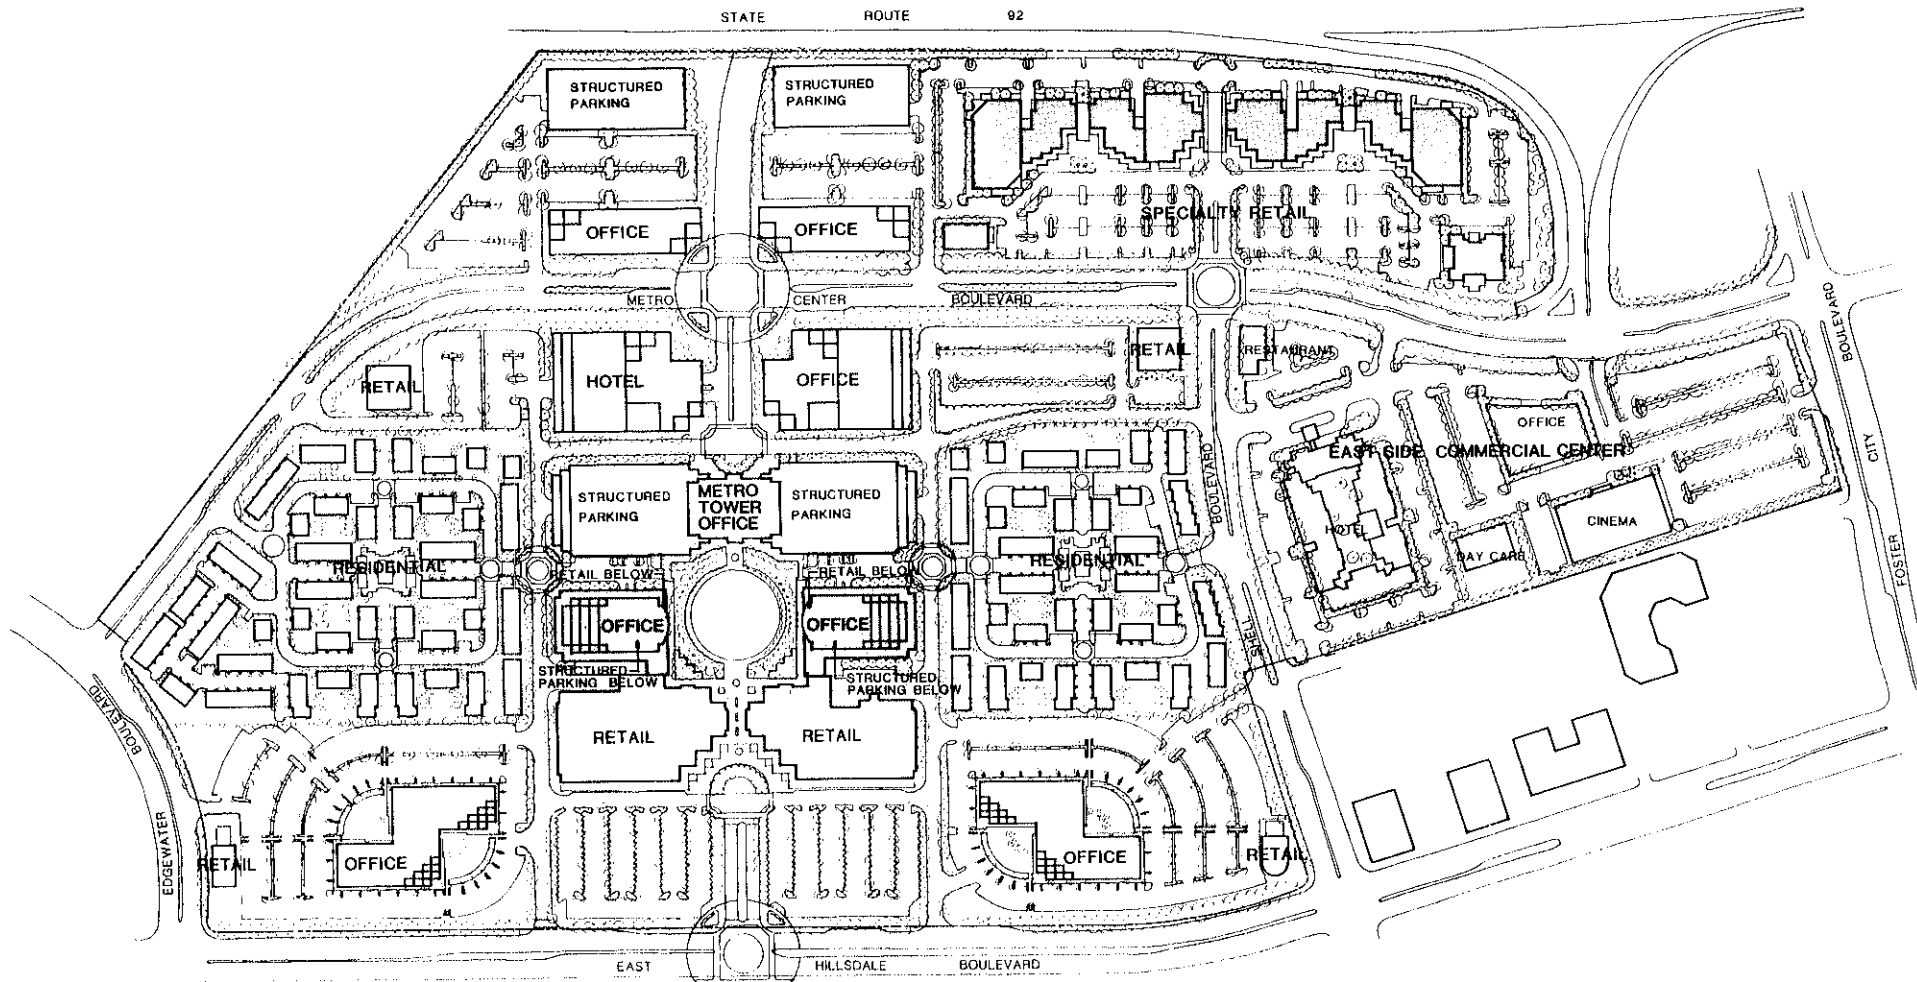 STATE ROUTE 92
STRUCTURED
PARKING
STRUCTURED
PARKING
OFFICE
OFFICE
SPECIALTY RETAIL
METRO CENTER BOULEVARD
RETAIL
HOTEL
OFFICE
RETAIL
RESTAURANT
OFFICE
EAST SIDE COMMERCIAL CENTER
STRUCTURED
PARKING
METRO
TOWER
OFFICE
STRUCTURED
PARKING
HOTEL
CINEMA
DAY CARE
RESIDENTIAL
RETAIL BELOW
RETAIL BELOW
RESIDENTIAL
OFFICE
OFFICE
STRUCTURED
PARKING BELOW
STRUCTURED
PARKING BELOW
RETAIL
RETAIL
SHELL BOULEVARD
FOSTER CITY BOULEVARD
EDGEWATER BOULEVARD
RETAIL
OFFICE
OFFICE
RETAIL
EAST HILLSDALE BOULEVARD